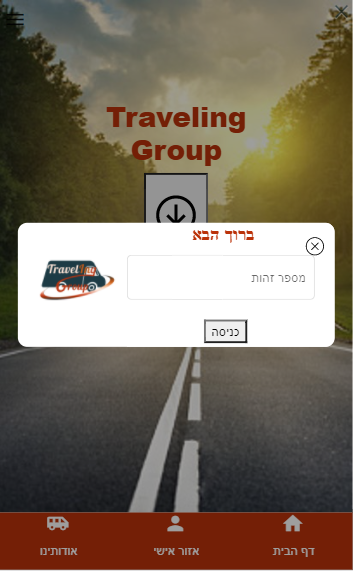 Traveling
Group
ברוך הבא
Travel
Group
מספר זהות
כניסה
דף הבית
אזור אישי
אודותינו